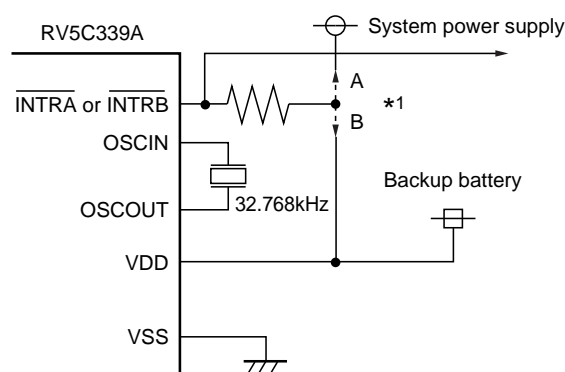 RV5C339A
System power supply
A
INTRA or INTRB
*1
B
OSCIN
Backup battery
OSCOUT
32.768kHz
VDD
VSS